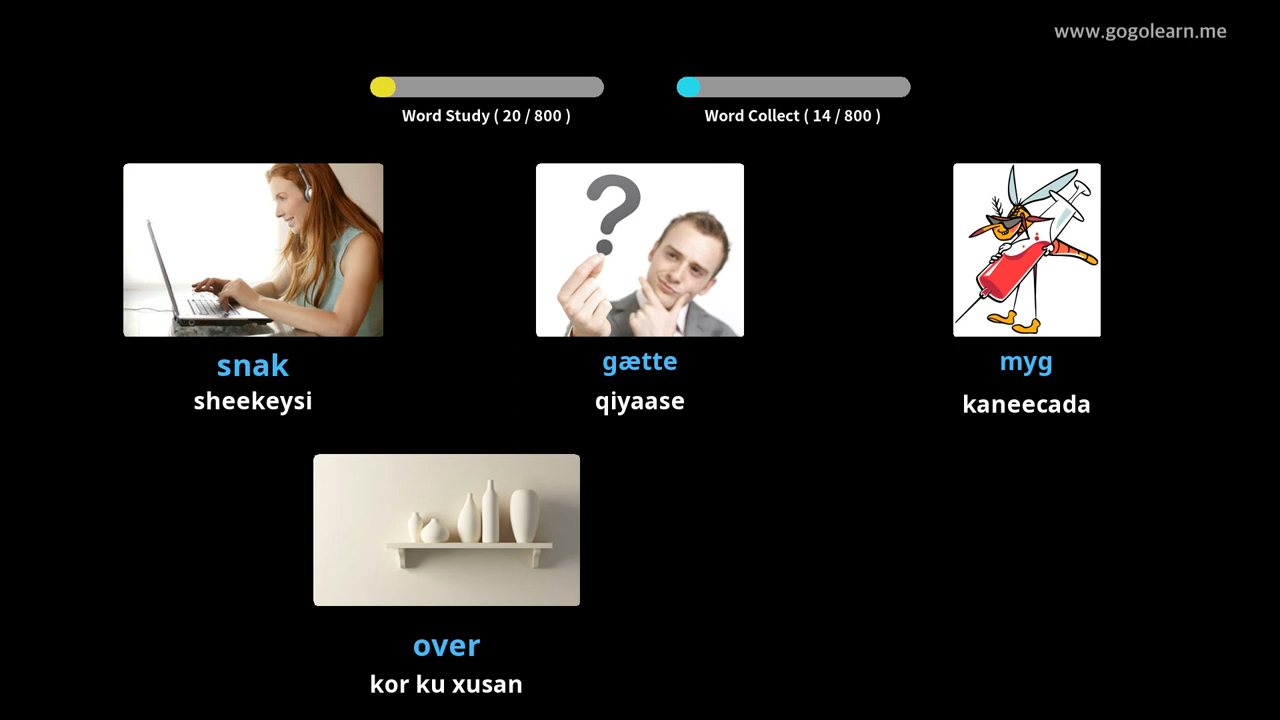 www.gogolearn.me
Word Study ( 20 / 800 )
Word Collect ( 14 / 800 )
snak
sheekeysi
gætte
qiyaase
myg
kaneecada
over
kor ku xusan